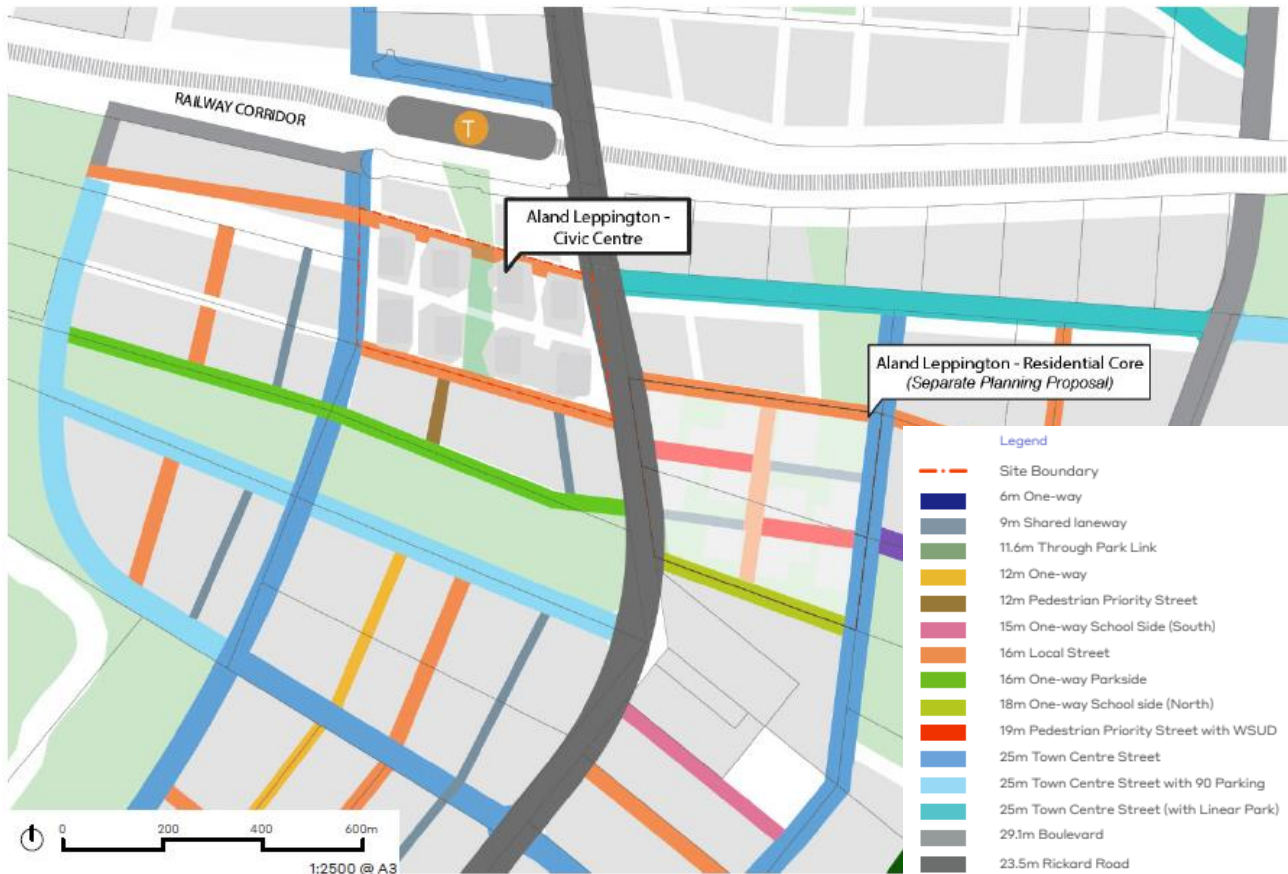 RAILWAY CORRIDOR
T
Aland Leppington -
Civic Centre
Aland Leppington - Residential Core
(Separate Planning Proposal)
Legend
Site Boundary
6m One-way
9m Shared laneway
11.6m Through Park Link
12m One-way
12m Pedestrian Priority Street
15m One-way School Side (South)
16m Local Street
16m One-way Parkside
18m One-way School side (North)
19m Pedestrian Priority Street with WSUD
25m Town Centre Street
25m Town Centre Street with 90 Parking
25m Town Centre Street (with Linear Park)
29.1m Boulevard
23.5m Rickard Road
0 200 400 600m
1:2500 @ A3